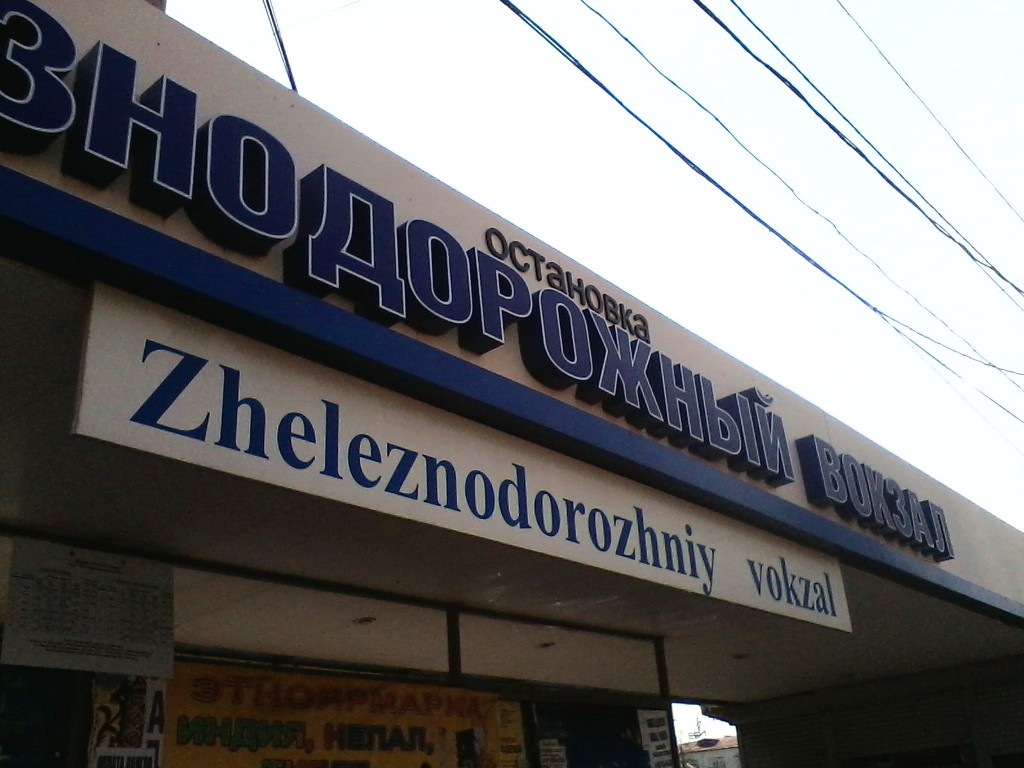 остановка
ЗНОДОРОЖНЫЙ ВОКЗАЛ
Zheleznodorozhniy vokzal
ЭТНОЯРМАРКА
ИНДИЯ, НЕПАЛ,